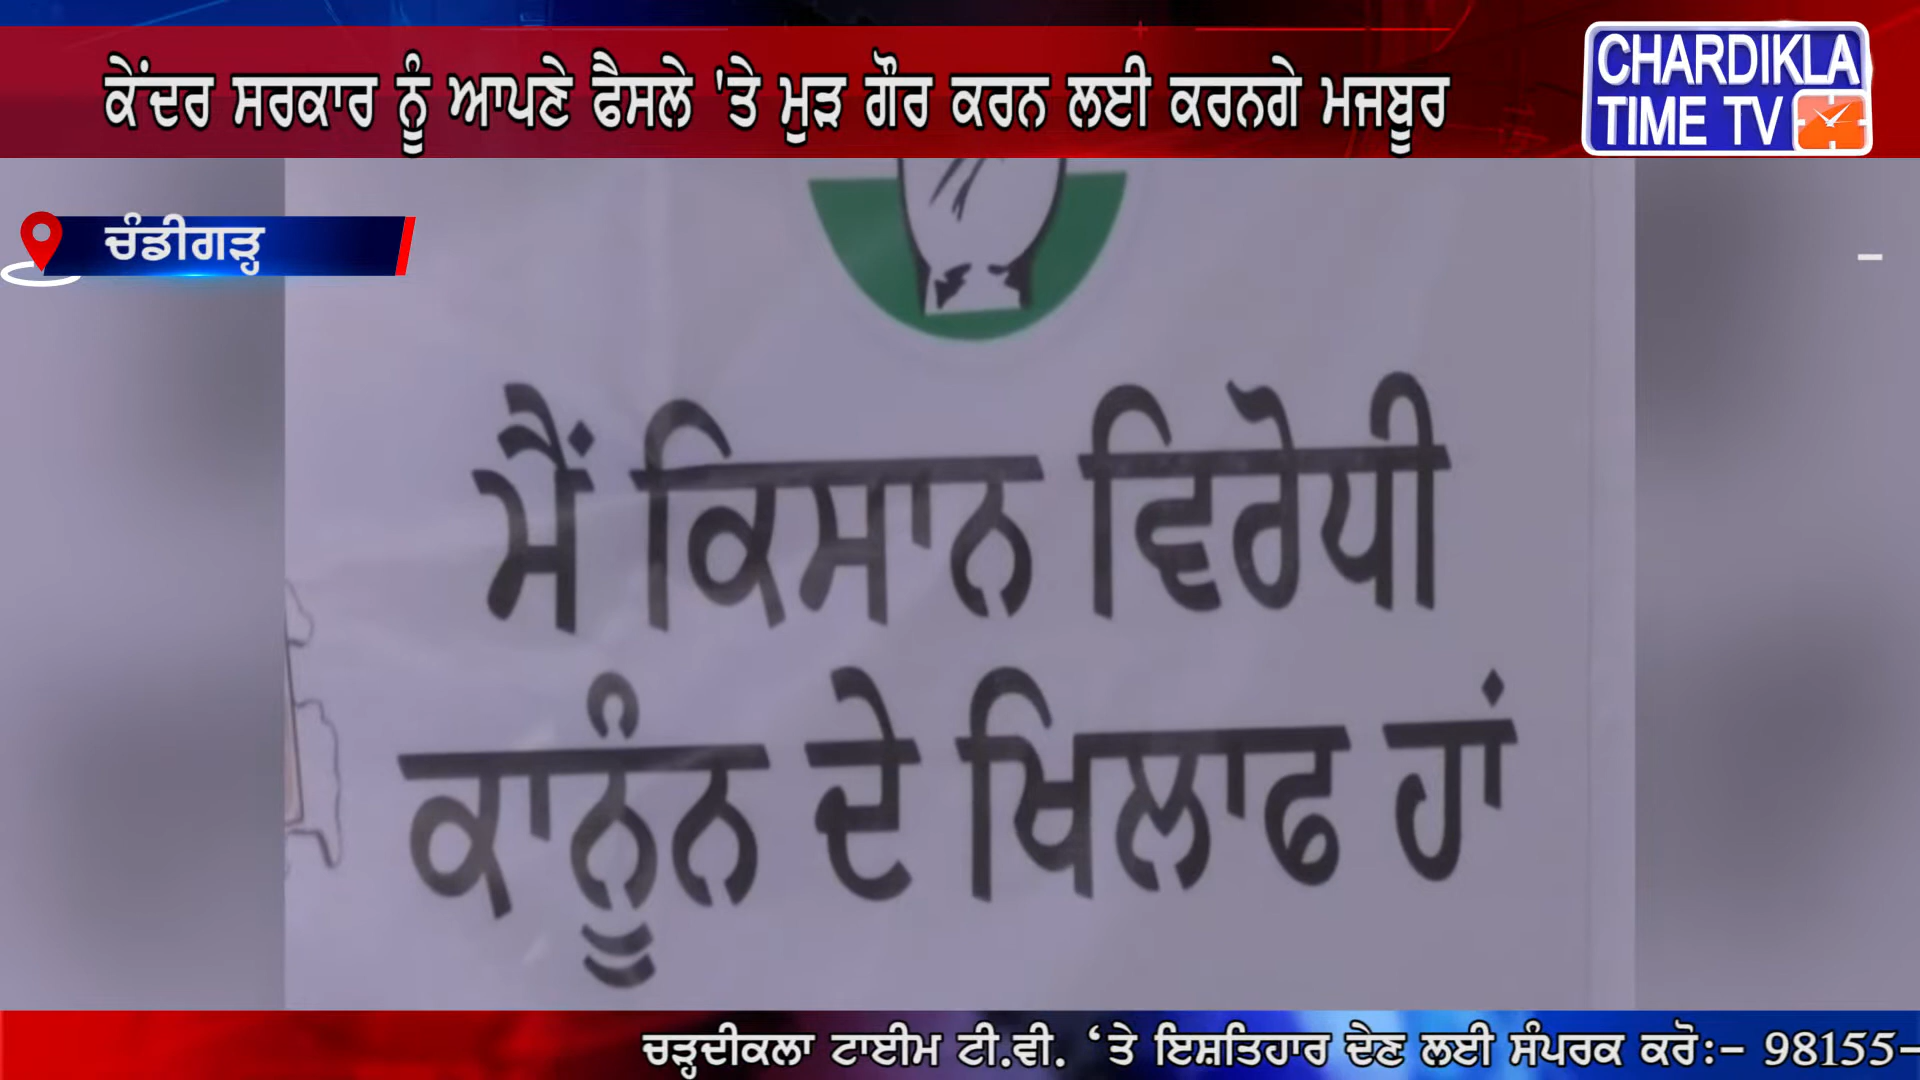 ਕੇਂਦਰ ਸਰਕਾਰ ਨੂੰ ਆਪਣੇ ਫੈਸਲੇ 'ਤੇ ਮੁੜ ਗੌਰ ਕਰਨ ਲਈ ਕਰਨਗੇ ਮਜਬੂਰ
CHARDIKLA
TIME TV
ਚੰਡੀਗੜ੍ਹ
ਮੈਂ ਕਿਸਾਨ ਵਿਰੋਧੀ
ਕਾਨੂੰਨ ਦੇ ਖਿਲਾਫ ਹਾਂ
ਚੜ੍ਹਦੀਕਲਾ ਟਾਈਮ ਟੀ.ਵੀ. ‘ਤੇ ਇਸ਼ਤਿਹਾਰ ਦੇਣ ਲਈ ਸੰਪਰਕ ਕਰੋ:– 98155–